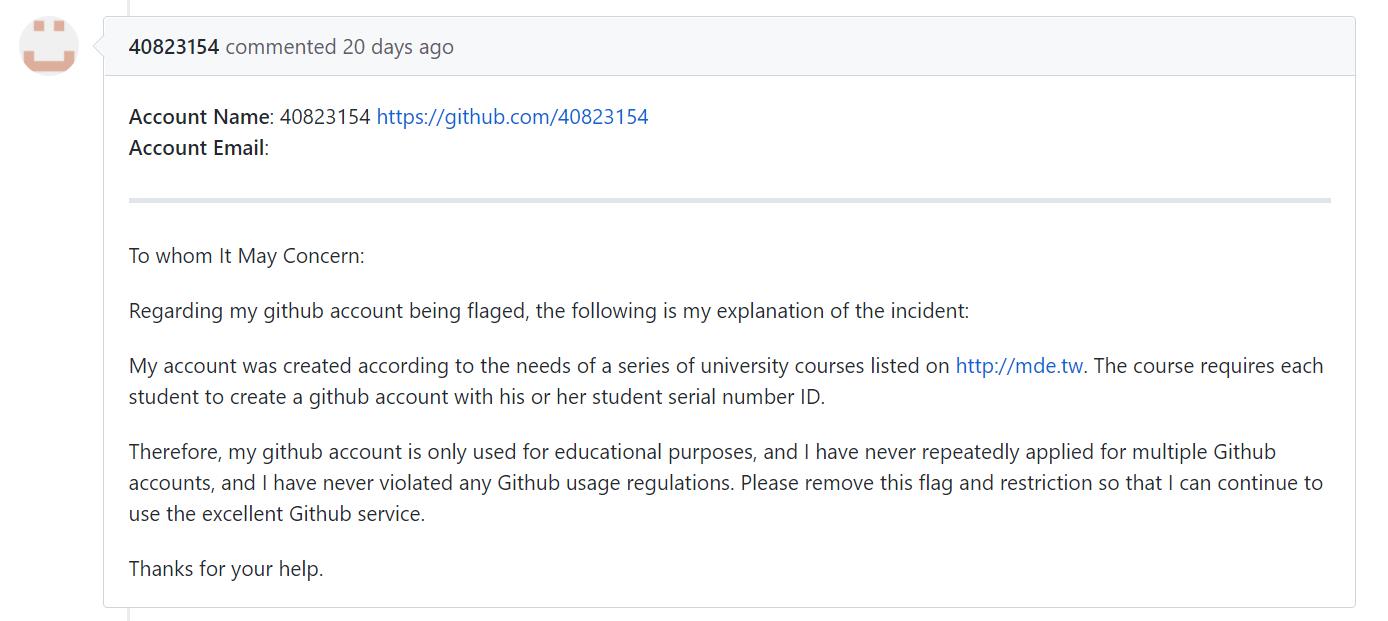 40823154 commented 20 days ago
Account Name: 40823154 https://github.com/40823154
Account Email:
To whom It May Concern:
Regarding my github account being flaged, the following is my explanation of the incident:
My account was created according to the needs of a series of university courses listed on http://mde.tw. The course requires each
student to create a github account with his or her student serial number ID.
Therefore, my github account is only used for educational purposes, and I have never repeatedly applied for multiple Github
accounts, and I have never violated any Github usage regulations. Please remove this flag and restriction so that I can continue to
use the excellent Github service.
Thanks for your help.